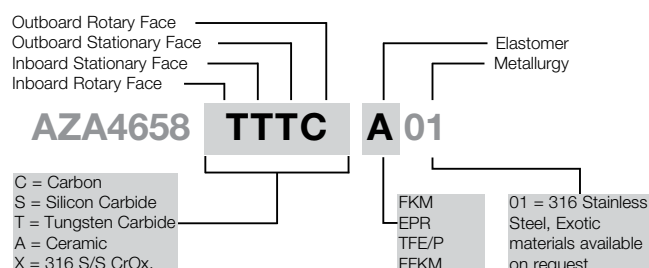 Outboard Rotary Face
Outboard Stationary Face
Inboard Stationary Face
Inboard Rotary Face
Elastomer
Metallurgy
AZA4658 TTTC A 01
C = Carbon
S = Silicon Carbide
T = Tungsten Carbide
A = Ceramic
X = 316 S/S CrOx.
FKM
EPR
TFE/P
FFKM
01 = 316 Stainless
Steel, Exotic
materials available
on request